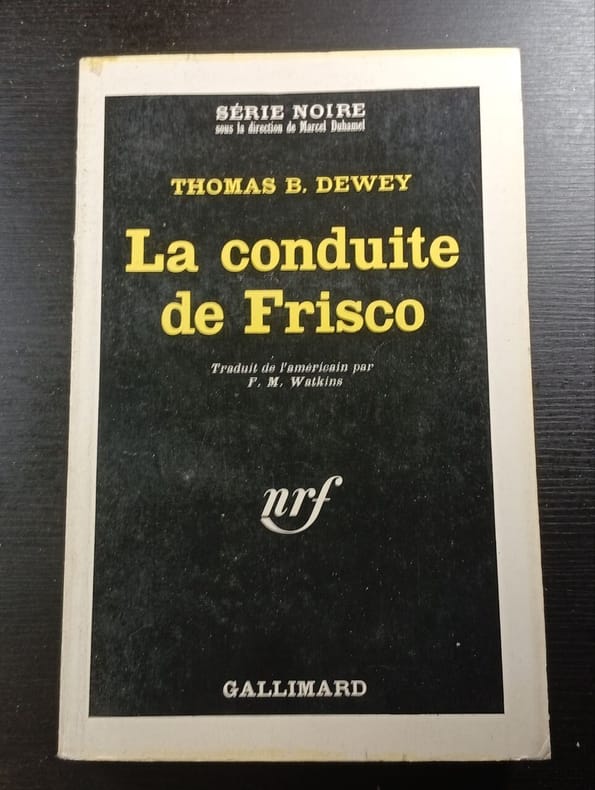 SÉRIE NOIRE
sous la direction de Marcel Duhamel
THOMAS B. DEWEY
La conduite
de Frisco
Traduit de l'américain par
F. M. Watkins
nrf
GALLIMARD